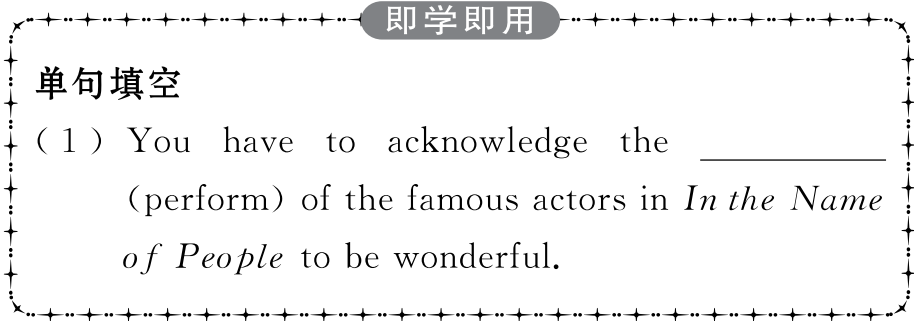 即学即用
单句填空
(1) You have to acknowledge the ________
(perform) of the famous actors in In the Name
of People to be wonderful.